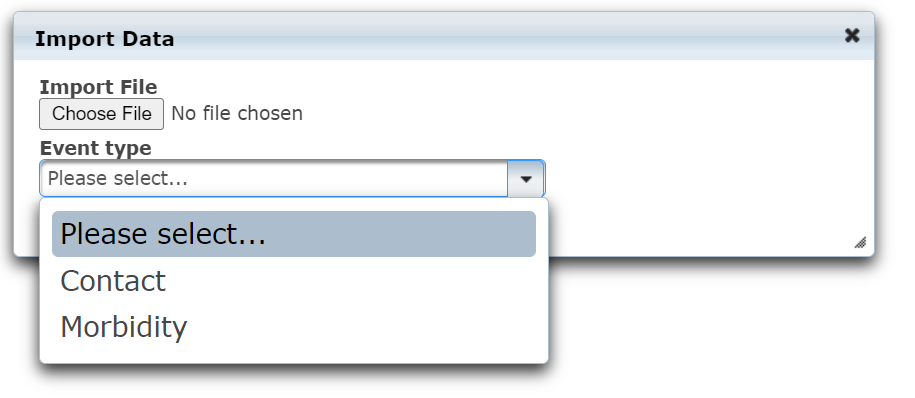 Import Data
Import File
Choose File No file chosen
Event type
Please select...
Please select...
Contact
Morbidity